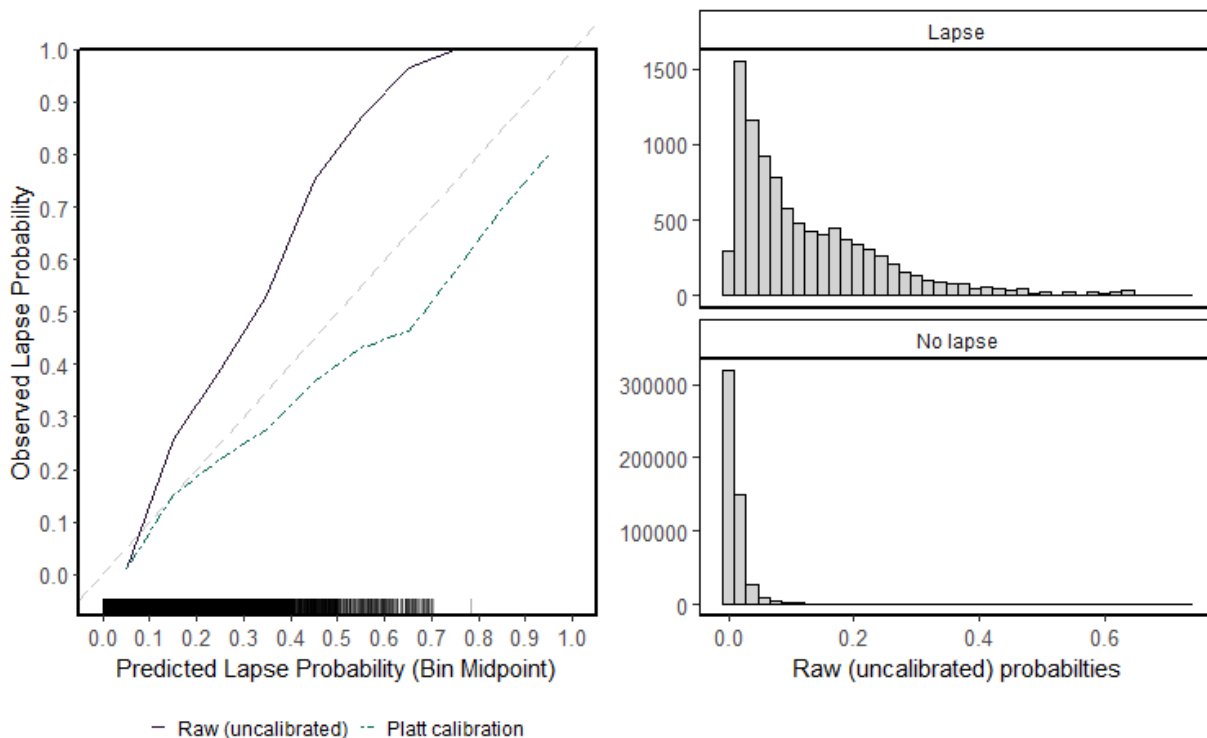 1.0
0.9
0.8
0.7
0.6
0.5
0.4
0.3
0.2
0.1
0.0
Observed Lapse Probability
0.0 0.1 0.2 0.3 0.4 0.5 0.6 0.7 0.8 0.9 1.0
Predicted Lapse Probability (Bin Midpoint)
Raw (uncalibrated) Platt calibration
Lapse
1500
1000
500
0
No lapse
300000
200000
100000
0
0.0 0.2 0.4 0.6
Raw (uncalibrated) probabilties